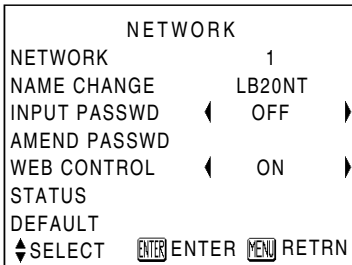 NETWORK
NETWORK 1
NAME CHANGE LB20NT
INPUT PASSWD OFF
AMEND PASSWD
WEB CONTROL ON
STATUS
DEFAULT
SELECT ENTER ENTER MENU RETRN